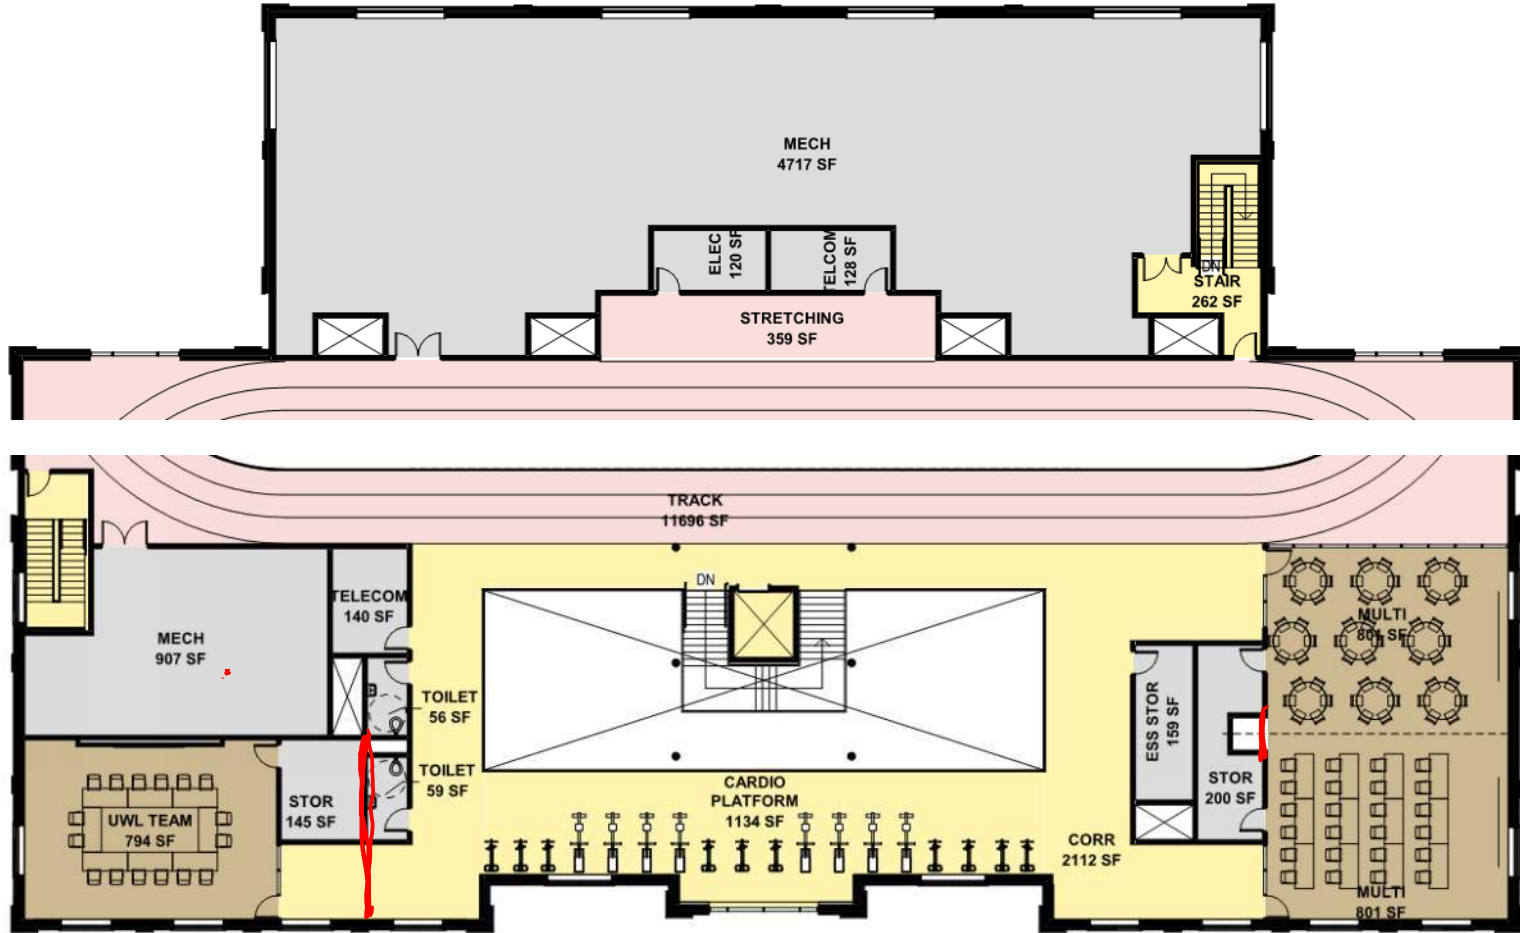 MECH
4717 SF
ELEC
120 SF
TELCOM
128 SF
DN
STAIR
262 SF
STRETCHING
359 SF
TRACK
11696 SF
DN
TELECOM
140 SF
MECH
907 SF
TOILET
56 SF
TOILET
59 SF
STOR
145 SF
UWL TEAM
794 SF
CARDIO
PLATFORM
1134 SF
CORR
2112 SF
ESS STOR
159 SF
STOR
200 SF
MULTI
801 SF
MULTI
801 SF